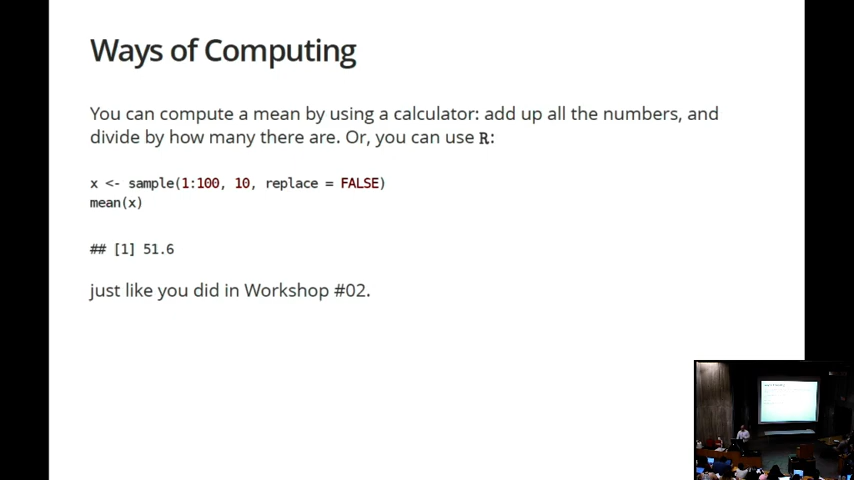 Ways of Computing
You can compute a mean by using a calculator: add up all the numbers, and
divide by how many there are. Or, you can use R:
x <- sample(1:100, 10, replace = FALSE)
mean(x)
## [1] 51.6
just like you did in Workshop #02.